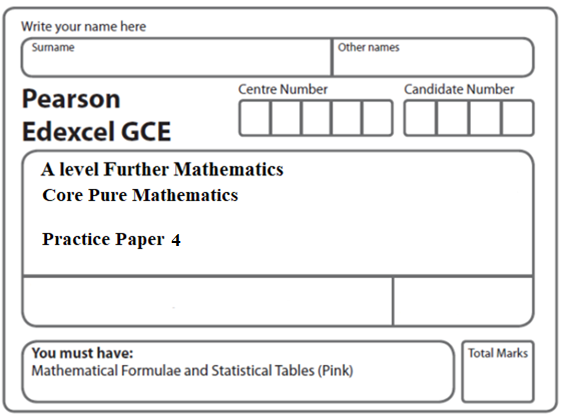 Write your name here
Surname
Other names
Pearson
Edexcel GCE
Centre Number
Candidate Number
A level Further Mathematics
Core Pure Mathematics
Practice Paper 4
You must have:
Mathematical Formulae and Statistical Tables (Pink)
Total Marks